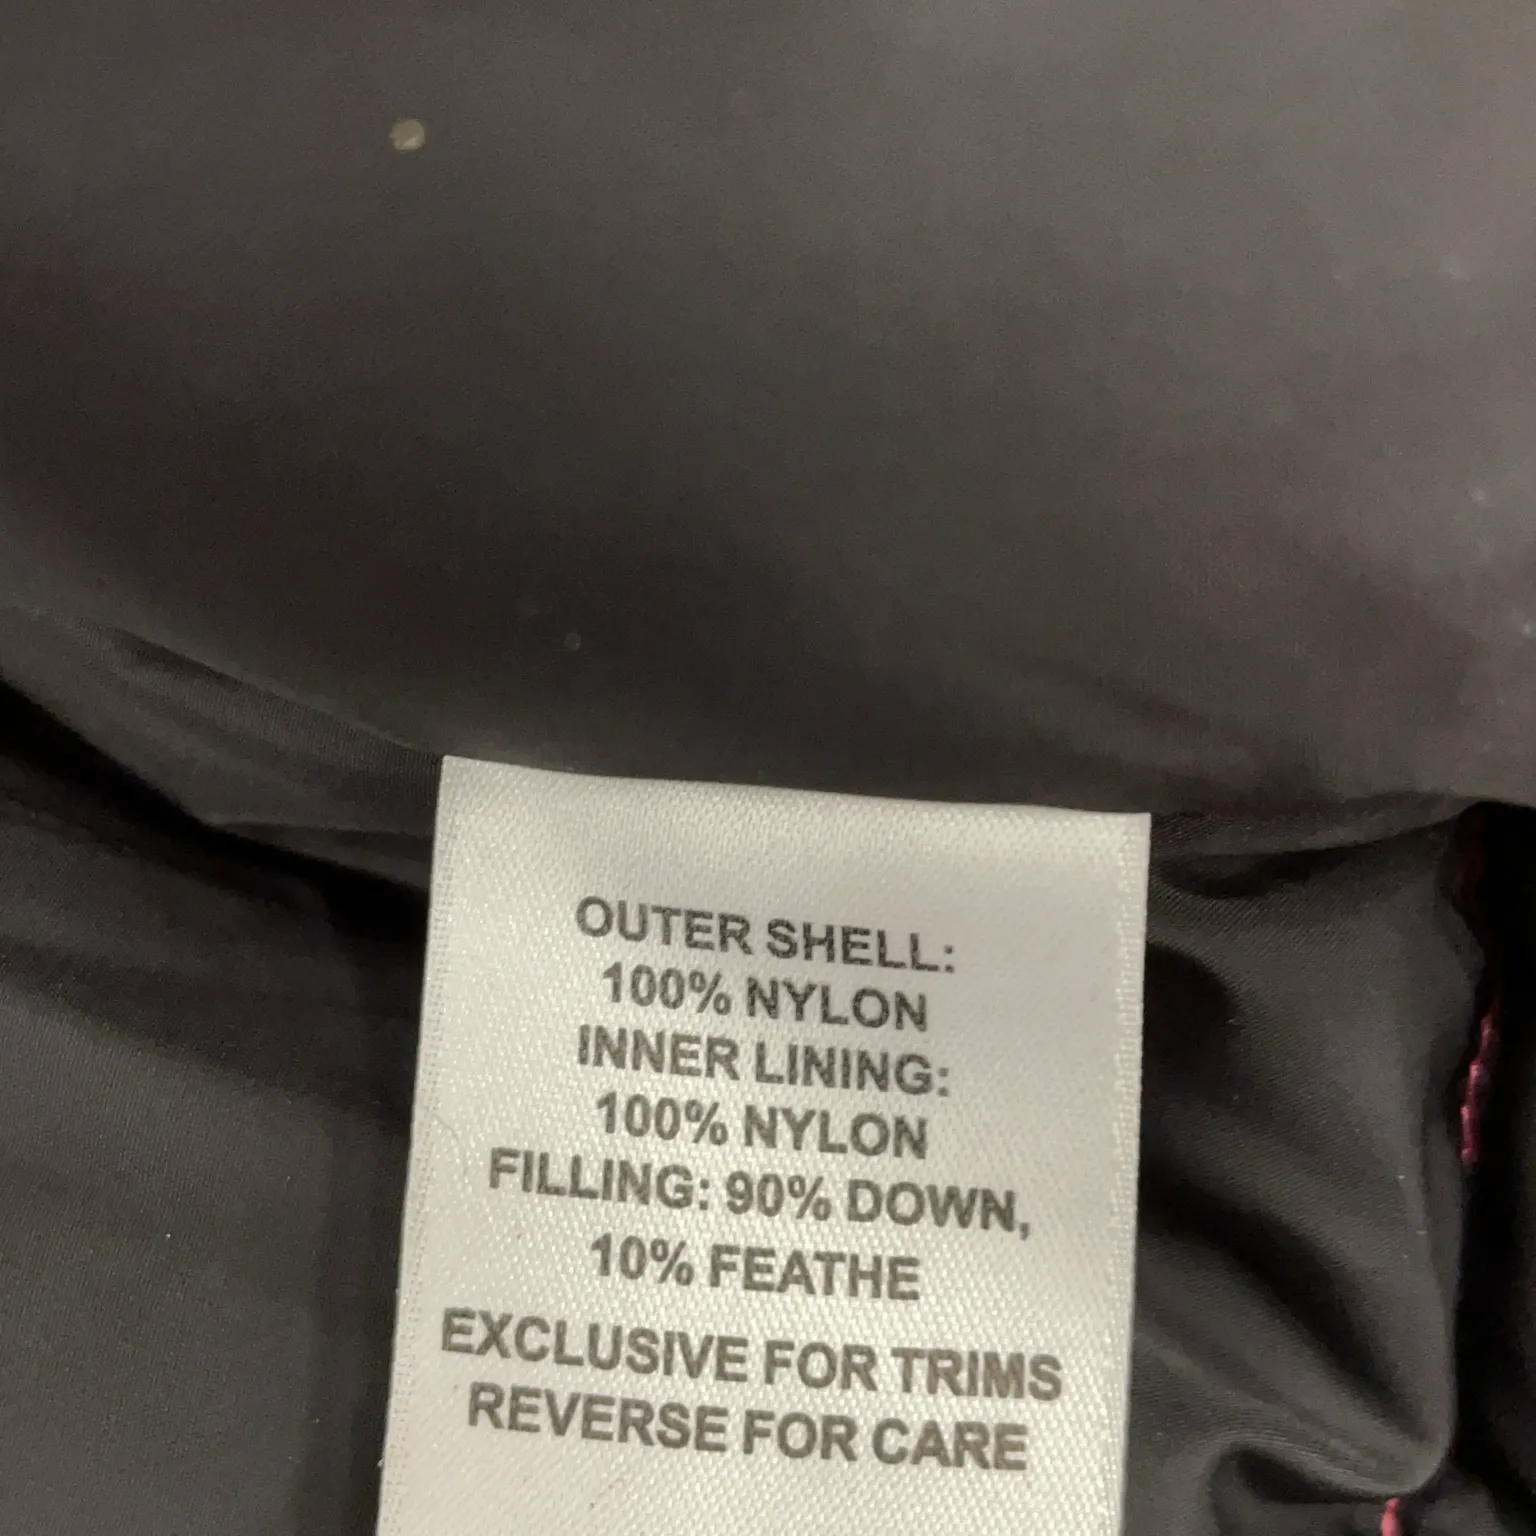 OUTER SHELL:
100% NYLON
INNER LINING:
100% NYLON
FILLING: 90% DOWN,
10% FEATHE
EXCLUSIVE FOR TRIMS
REVERSE FOR CARE